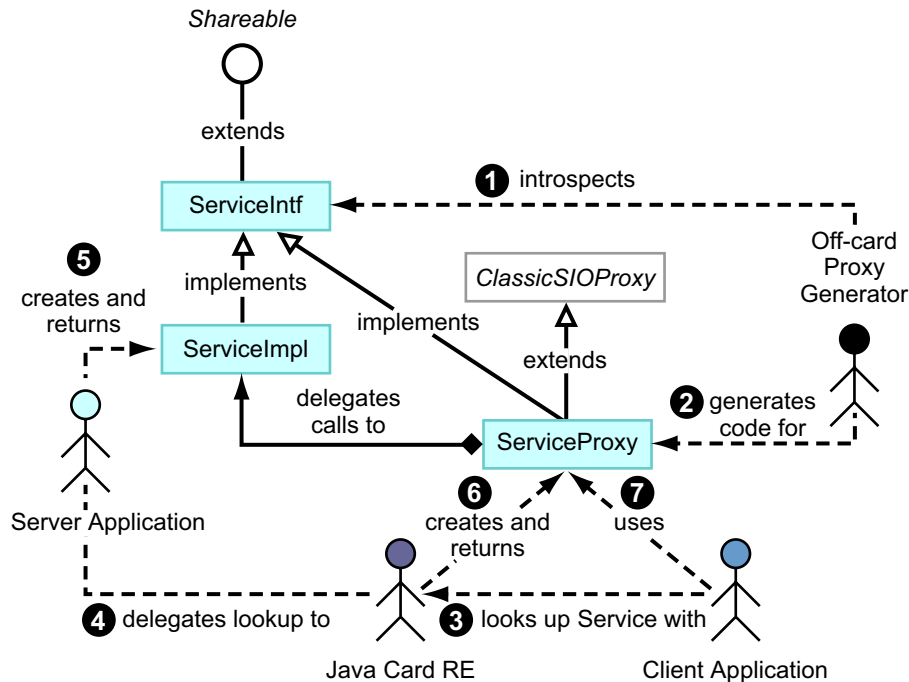 Shareable
extends
1 introspects
ServiceIntf
Off-card
Proxy
Generator
5
creates and
returns
implements
ClassicSIOProxy
implements
ServiceImpl
extends
delegates
calls to
2 generates
code for
ServiceProxy
6
creates and
returns
7
uses
Server Application
4 delegates lookup to
3 looks up Service with
Java Card RE
Client Application